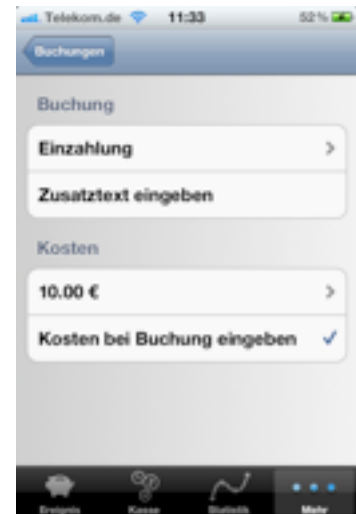 Telekom.de 11:33 52 %
Buchungen
Buchung
Einzahlung
Zusatztext eingeben
Kosten
10.00 €
Kosten bei Buchung eingeben
Ereignis Kasse Statistik Mehr